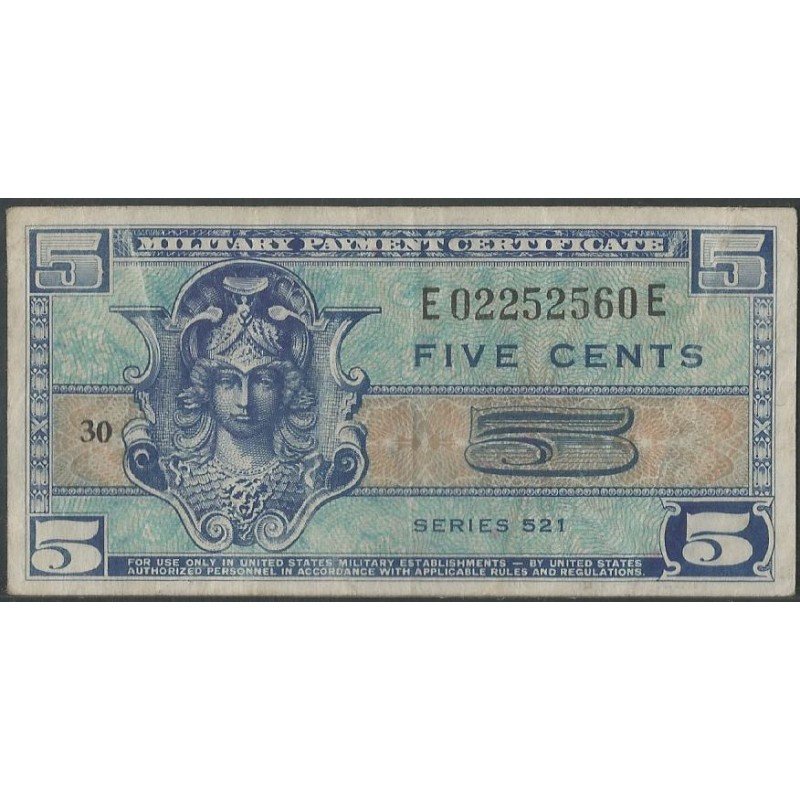 5 MILITARY PAYMENT CERTIFICATE 5
E02252560E
FIVE CENTS
30 5
SERIES 521
5 5
FOR USE ONLY IN UNITED STATES MILITARY ESTABLISHMENTS — BY UNITED STATES
AUTHORIZED PERSONNEL IN ACCORDANCE WITH APPLICABLE RULES AND REGULATIONS.